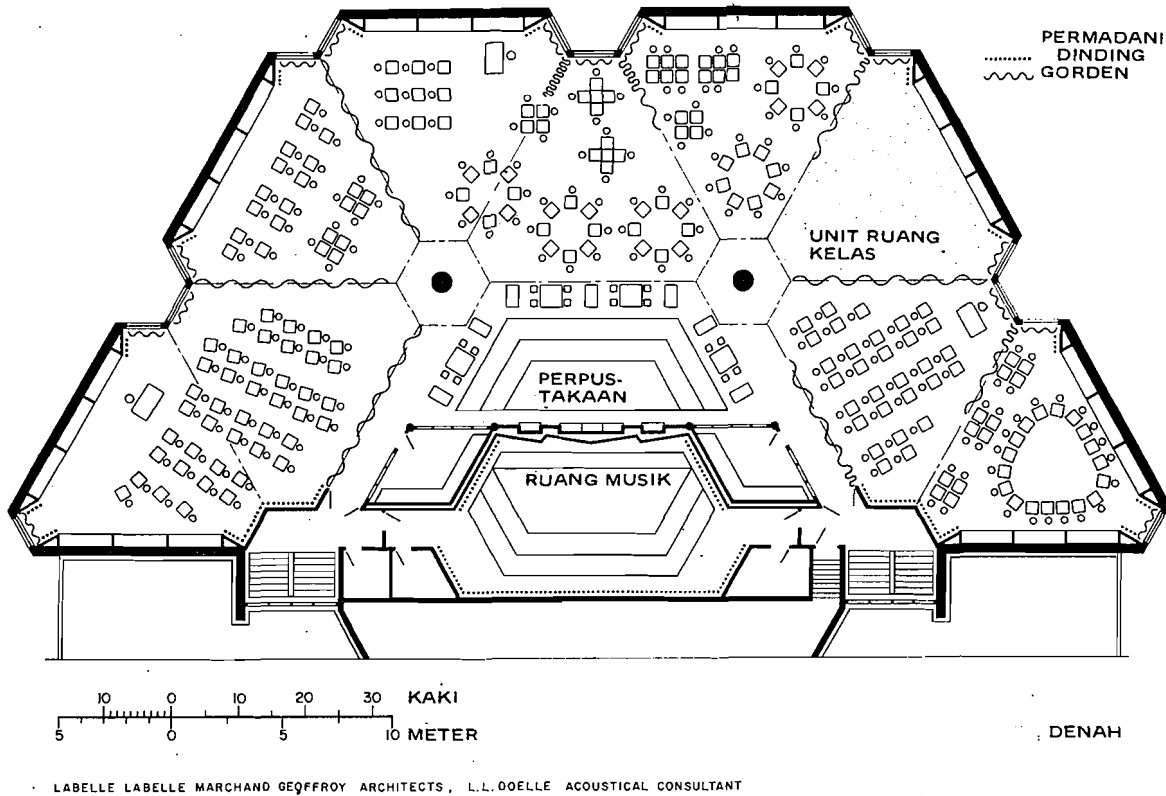 PERMADANI
DINDING
GORDEN
UNIT RUANG
KELAS
PERPUS-
TAKAAN
RUANG MUSIK
10 0 10 20 30 KAKI
5 0 5 10 METER
DENAH
LABELLE LABELLE MARCHAND GEOFFROY ARCHITECTS, L.L. DOELLE ACOUSTICAL CONSULTANT